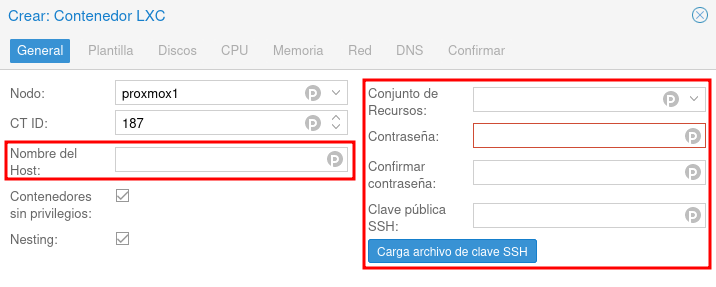 Crear: Contenedor LXC
General Plantilla Discos CPU Memoria Red DNS Confirmar
Nodo: proxmox1
CT ID: 187
Nombre del
Host:
Contenedores
sin privilegios:
Nesting:
Conjunto de
Recursos:
Contraseña:
Confirmar
contraseña:
Clave pública
SSH:
Carga archivo de clave SSH